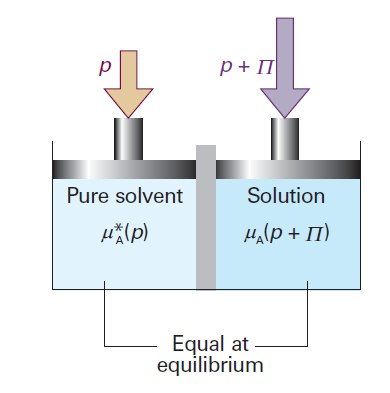 p
p + Π
Pure solvent
Solution
μ*A(p)
μA(p + Π)
Equal at
equilibrium